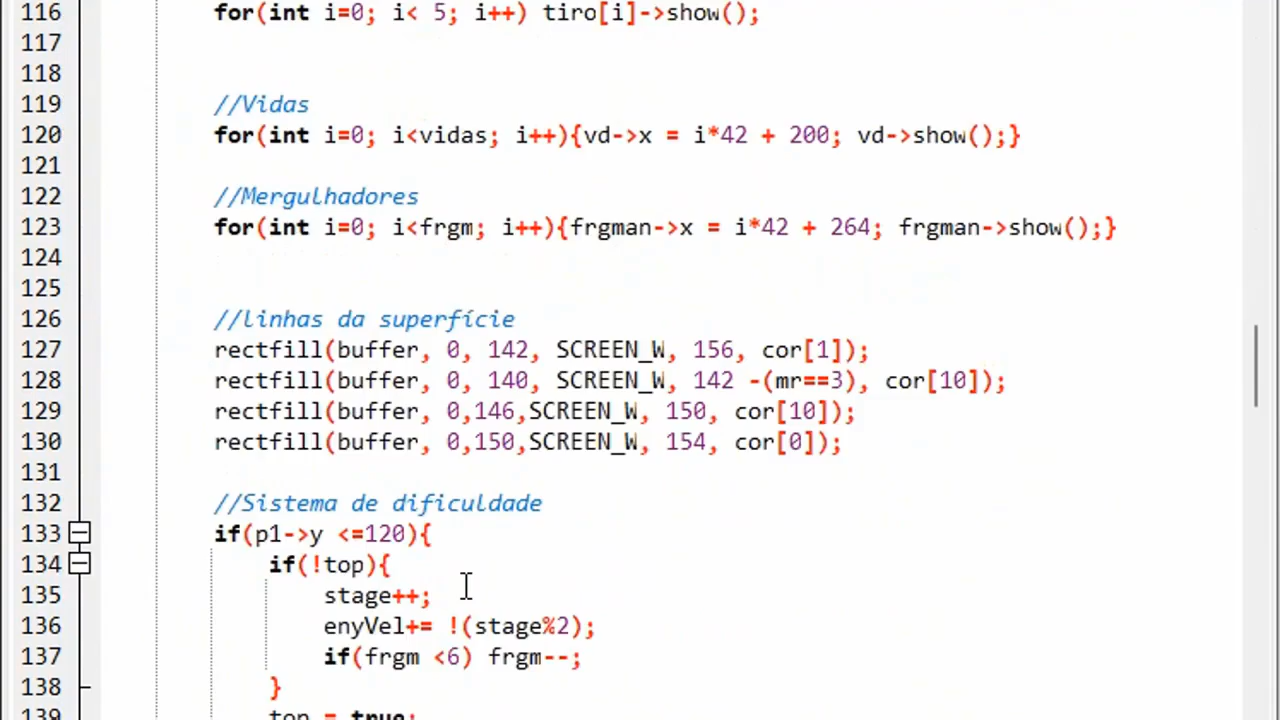 116 for(int i=0; i< 5; i++) tiro[i]->show();
117
118
119 //Vidas
120 for(int i=0; i<vidas; i++){vd->x = i*42 + 200; vd->show();}
121
122 //Mergulhadores
123 for(int i=0; i<frgm; i++){frgman->x = i*42 + 264; frgman->show();}
124
125
126 //linhas da superfície
127 rectfill(buffer, 0, 142, SCREEN_W, 156, cor[1]);
128 rectfill(buffer, 0, 140, SCREEN_W, 142 -(mr==3), cor[10]);
129 rectfill(buffer, 0,146,SCREEN_W, 150, cor[10]);
130 rectfill(buffer, 0,150,SCREEN_W, 154, cor[0]);
131
132 //Sistema de dificuldade
133 if(p1->y <=120){
134 if(!top){
135 stage++;
136 enyVel+= !(stage%2);
137 if(frgm <6) frgm--;
138 }
139 top = true;